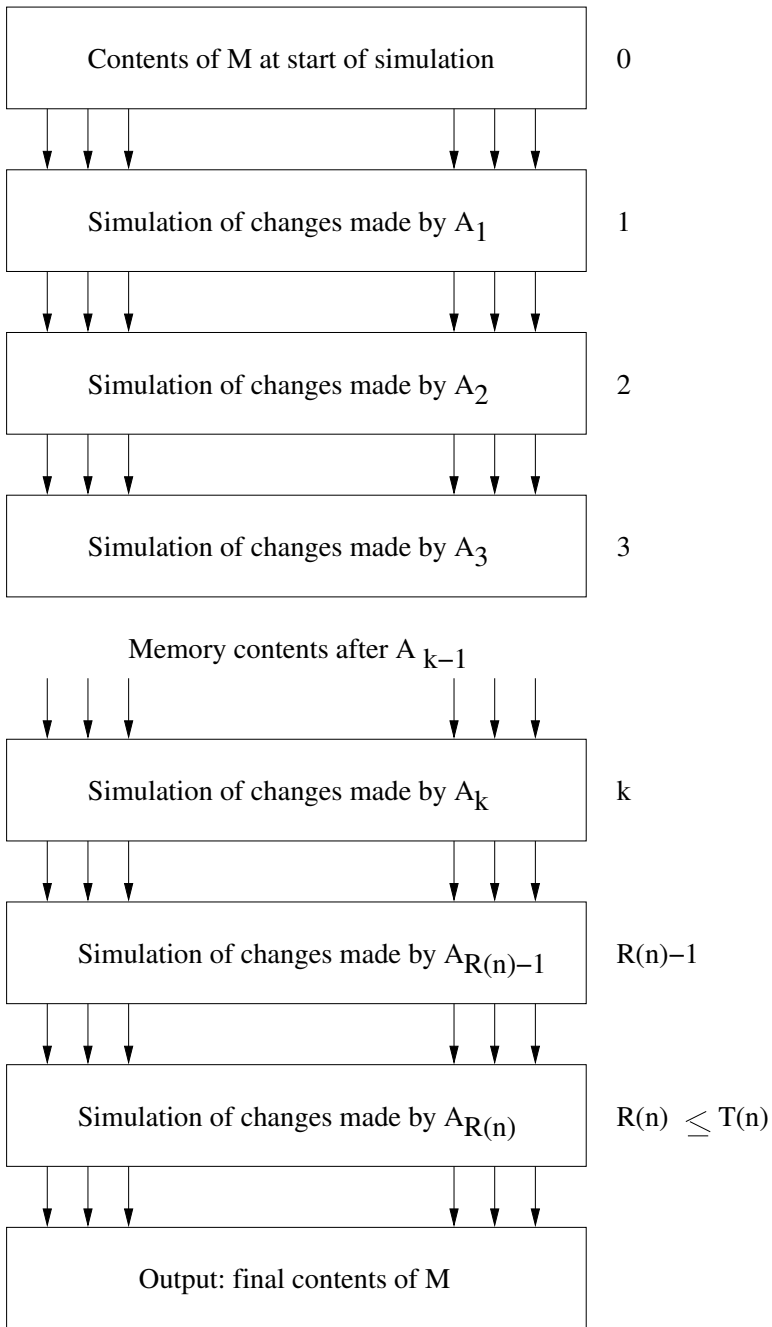 Contents of M at start of simulation 0
Simulation of changes made by A1 1
Simulation of changes made by A2 2
Simulation of changes made by A3 3
Memory contents after A k−1
Simulation of changes made by Ak k
Simulation of changes made by AR(n)−1 R(n)−1
Simulation of changes made by AR(n) R(n) ≤ T(n)
Output: final contents of M